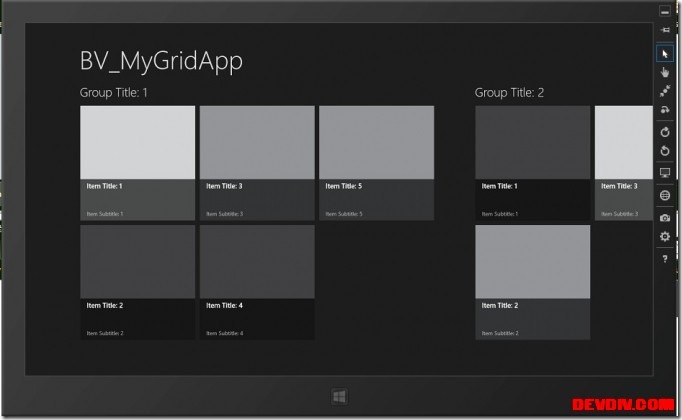 BV_MyGridApp
Group Title: 1
Item Title: 1
Item Subtitle: 1
Item Title: 3
Item Subtitle: 3
Item Title: 5
Item Subtitle: 5
Item Title: 2
Item Subtitle: 2
Item Title: 4
Item Subtitle: 4
Group Title: 2
Item Title: 1
Item Subtitle: 1
Item Title: 3
Item Subtitle: 3
Item Title: 2
Item Subtitle: 2
?
DEVDIV.COM